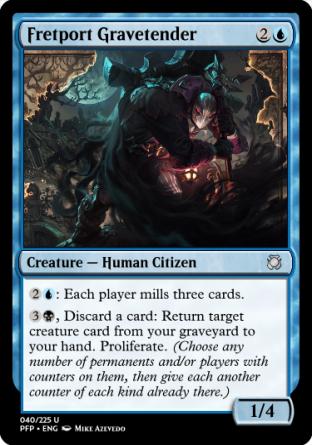 Fretport Gravetender 2
Creature — Human Citizen
2: Each player mills three cards.
3, Discard a card: Return target
creature card from your graveyard to
your hand. Proliferate. (Choose any
number of permanents and/or players with
counters on them, then give each another
counter of each kind already there.)
1/4
040/225 U
PFP • ENG Mike Azevedo